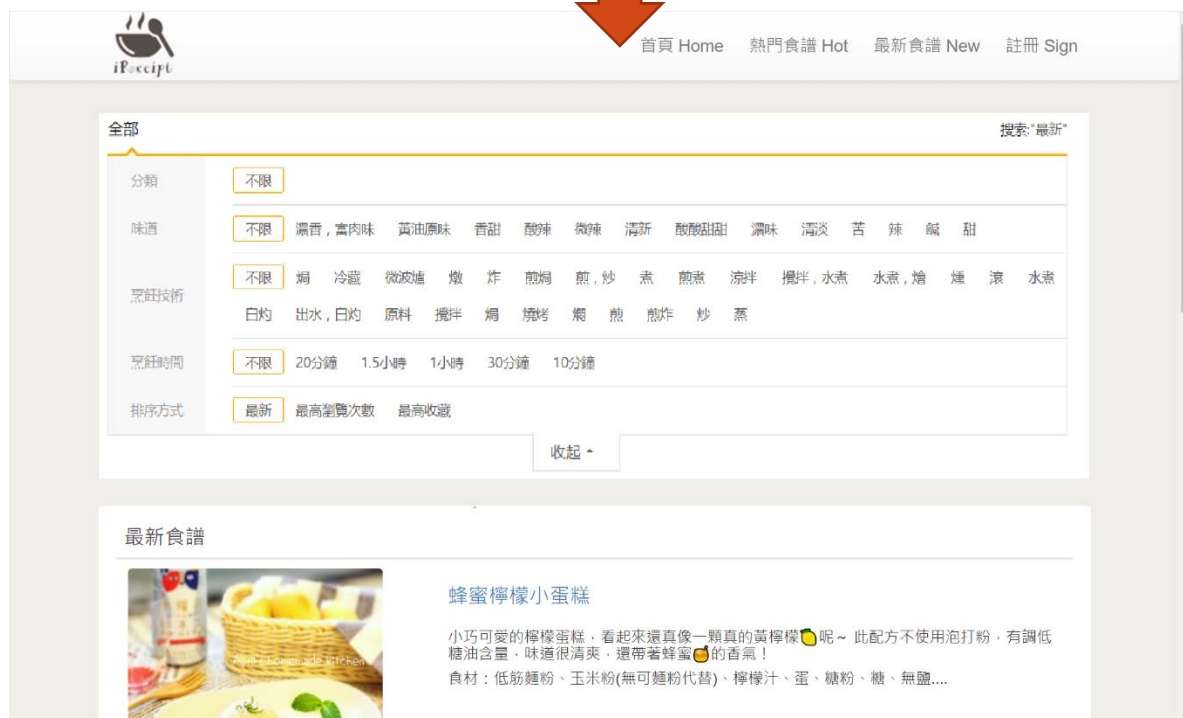 iReceipt
首頁 Home 熱門食譜 Hot 最新食譜 New 註冊 Sign
全部 搜索:"最新"
分類 不限
味道 不限 濃香 , 富肉味 黃油原味 香甜 酸辣 微辣 清新 酸酸甜甜 濃味 清淡 苦 辣 鹹 甜
烹飪技術 不限 焗 冷藏 微波爐 燉 炸 煎焗 煎 , 炒 煮 煎煮 涼拌 攪拌 , 水煮 水煮 , 燴 燻 滾 水煮
白灼 出水 , 白灼 原料 攪拌 焗 燒烤 燜 煎 煎炸 炒 蒸
烹飪時間 不限 20分鐘 1.5小時 1小時 30分鐘 10分鐘
排序方式 最新 最高瀏覽次數 最高收藏
收起
最新食譜
蜂蜜檸檬小蛋糕
小巧可愛的檸檬蛋糕 , 看起來還真像一顆真的黃檸檬🍋呢 ~ 此配方不使用泡打粉 , 有調低
糖油含量 , 味道很清爽 , 還帶著蜂蜜🍯的香氣！
食材：低筋麵粉、玉米粉(無可麵粉代替)、檸檬汁、蛋、糖粉、糖、無鹽....
homemade kitchen